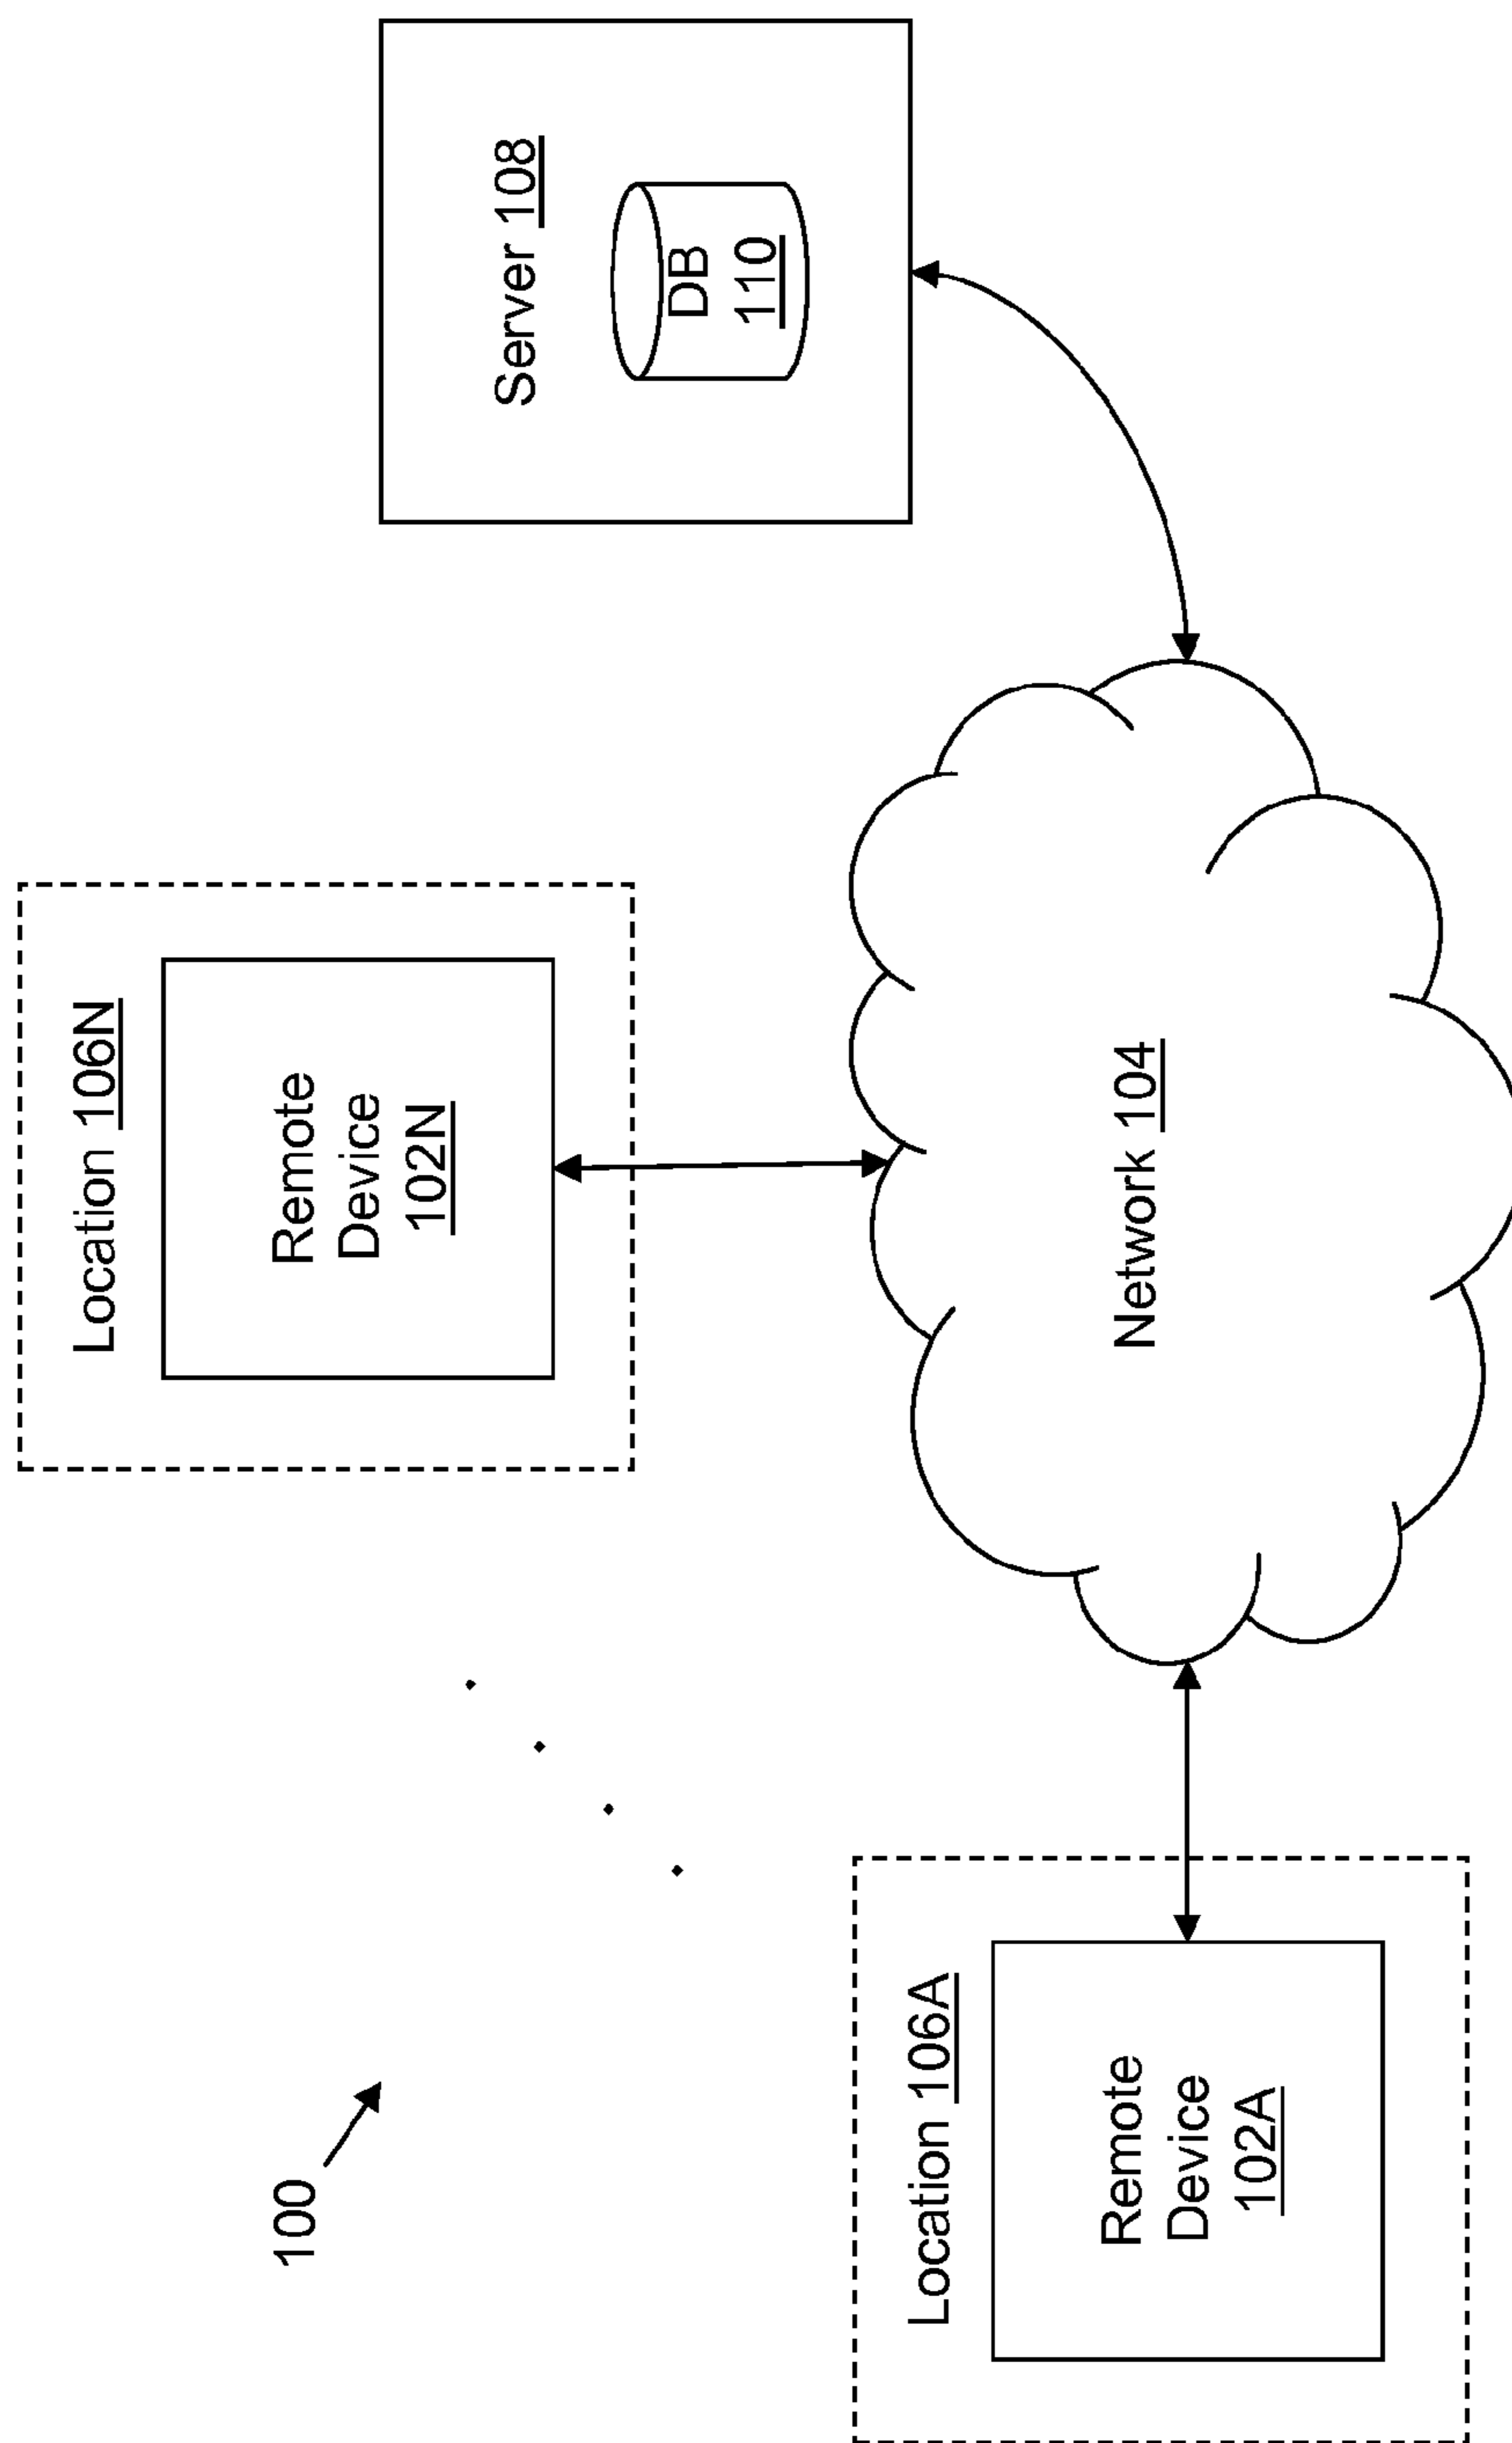 100
Location 106N
Remote
Device
102N
Server 108
DB
110
Location 106A
Remote
Device
102A
Network 104